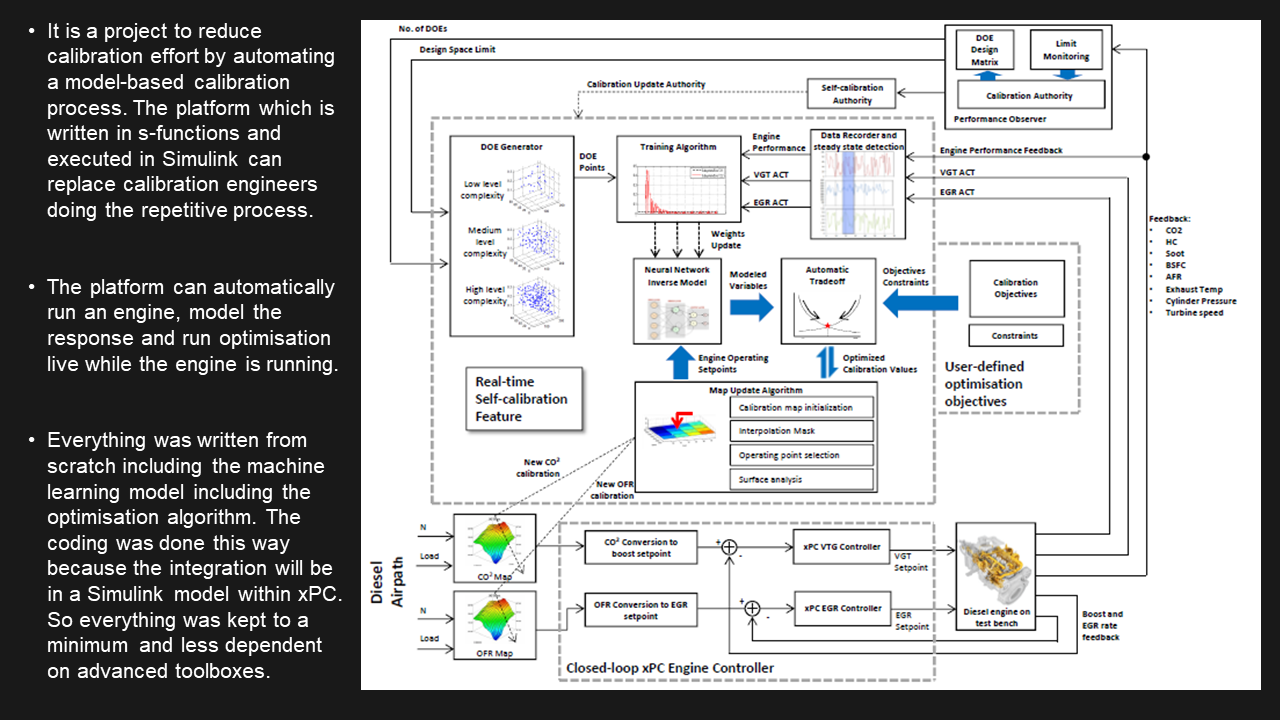 • It is a project to reduce
calibration effort by automating
a model-based calibration
process. The platform which is
written in s-functions and
executed in Simulink can
replace calibration engineers
doing the repetitive process.
• The platform can automatically
run an engine, model the
response and run optimisation
live while the engine is running.
• Everything was written from
scratch including the machine
learning model including the
optimisation algorithm. The
coding was done this way
because the integration will be
in a Simulink model within xPC.
So everything was kept to a
minimum and less dependent
on advanced toolboxes.
No. of DOEs
Design Space Limit
Calibration Update Authority
Self-calibration
Authority
DOE
Design
Matrix
Limit
Monitoring
Calibration Authority
Performance Observer
DOE Generator
Low level
complexity
Medium
level
complexity
High level
complexity
DOE
Points
Training Algorithm
Engine
Performance
VGT ACT
EGR ACT
Data Recorder and
steady state detection
Engine Performance Feedback
VGT ACT
EGR ACT
Weights
Update
Neural Network
Inverse Model
Modeled
Variables
Automatic
Tradeoff
Objectives
Constraints
Calibration
Objectives
Constraints
User-defined
optimisation
objectives
Feedback:
• CO2
• HC
• Soot
• BSFC
• AFR
• Exhaust Temp
• Cylinder Pressure
• Turbine speed
Engine Operating
Setpoints
Optimized
Calibration Values
Real-time
Self-calibration
Feature
Map Update Algorithm
Calibration map initialization
Interpolation Mask
Operating point selection
Surface analysis
New CO²
calibration
New OFR
calibration
Diesel
Airpath
N
Load
CO² Map
N
Load
OFR Map
CO² Conversion to
boost setpoint
+
-
xPC VTG Controller
VGT
Setpoint
OFR Conversion to EGR
setpoint
+
-
xPC EGR Controller
EGR
Setpoint
Diesel engine on
test bench
Boost and
EGR rate
feedback
Closed-loop xPC Engine Controller